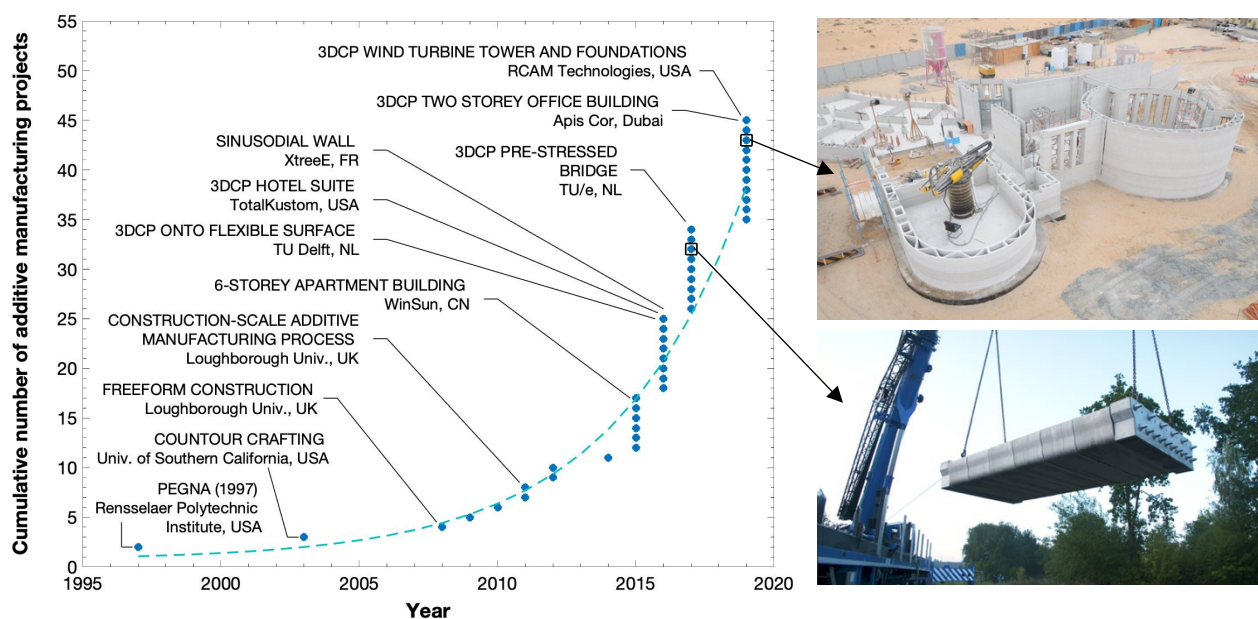 Cumulative number of additive manufacturing projects
55
50
45
40
35
30
25
20
15
10
5
0
3DCP WIND TURBINE TOWER AND FOUNDATIONS
RCAM Technologies, USA
3DCP TWO STOREY OFFICE BUILDING
Apis Cor, Dubai
SINUSODIAL WALL
XtreeE, FR
3DCP PRE-STRESSED
BRIDGE
TU/e, NL
3DCP HOTEL SUITE
TotalKustom, USA
3DCP ONTO FLEXIBLE SURFACE
TU Delft, NL
6-STOREY APARTMENT BUILDING
WinSun, CN
CONSTRUCTION-SCALE ADDITIVE
MANUFACTURING PROCESS
Loughborough Univ., UK
FREEFORM CONSTRUCTION
Loughborough Univ., UK
COUNTOUR CRAFTING
Univ. of Southern California, USA
PEGNA (1997)
Rensselaer Polytechnic
Institute, USA
1995
2000
2005
2010
2015
2020
Year